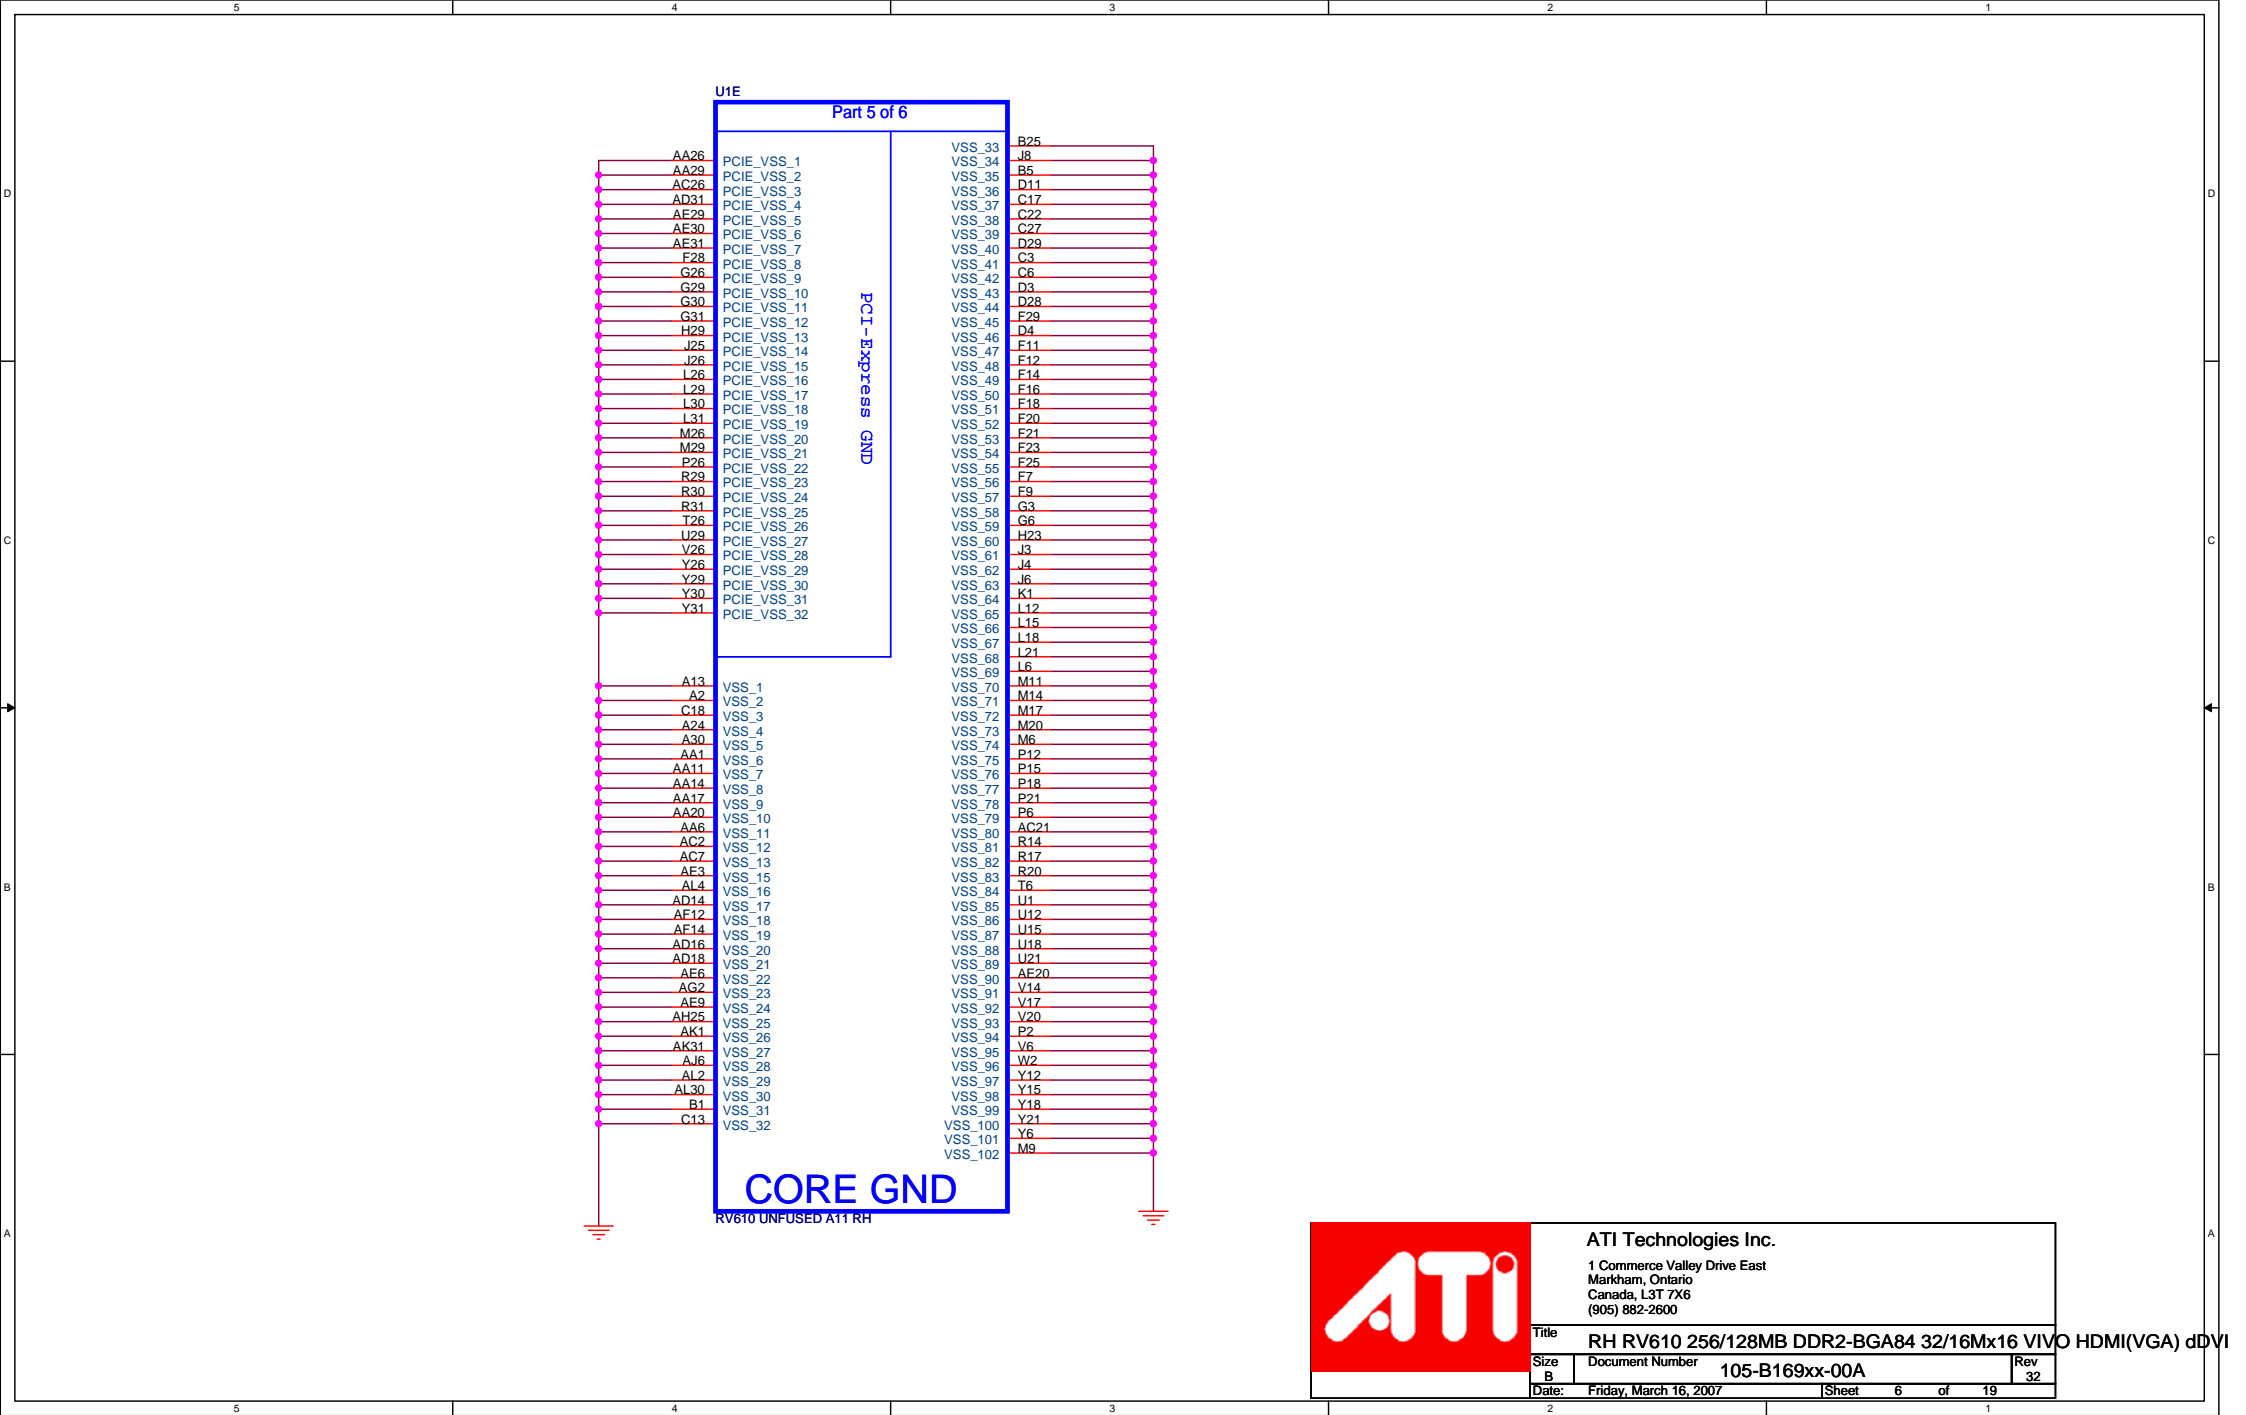 5 4 3 2 1
D D
C C
B B
A A
U1E
Part 5 of 6
PCI-Express GND
AA26 PCIE_VSS_1
AA29 PCIE_VSS_2
AC26 PCIE_VSS_3
AD31 PCIE_VSS_4
AE29 PCIE_VSS_5
AE30 PCIE_VSS_6
AE31 PCIE_VSS_7
F28 PCIE_VSS_8
G26 PCIE_VSS_9
G29 PCIE_VSS_10
G30 PCIE_VSS_11
G31 PCIE_VSS_12
H29 PCIE_VSS_13
J25 PCIE_VSS_14
J26 PCIE_VSS_15
L26 PCIE_VSS_16
L29 PCIE_VSS_17
L30 PCIE_VSS_18
L31 PCIE_VSS_19
M26 PCIE_VSS_20
M29 PCIE_VSS_21
P26 PCIE_VSS_22
R29 PCIE_VSS_23
R30 PCIE_VSS_24
R31 PCIE_VSS_25
T26 PCIE_VSS_26
U29 PCIE_VSS_27
V26 PCIE_VSS_28
Y26 PCIE_VSS_29
Y29 PCIE_VSS_30
Y30 PCIE_VSS_31
Y31 PCIE_VSS_32
A13 VSS_1
A2 VSS_2
C18 VSS_3
A24 VSS_4
A30 VSS_5
AA1 VSS_6
AA11 VSS_7
AA14 VSS_8
AA17 VSS_9
AA20 VSS_10
AA6 VSS_11
AC2 VSS_12
AC7 VSS_13
AE3 VSS_15
AL4 VSS_16
AD14 VSS_17
AF12 VSS_18
AF14 VSS_19
AD16 VSS_20
AD18 VSS_21
AE6 VSS_22
AG2 VSS_23
AE9 VSS_24
AH25 VSS_25
AK1 VSS_26
AK31 VSS_27
AJ6 VSS_28
AL2 VSS_29
AL30 VSS_30
B1 VSS_31
C13 VSS_32
VSS_33 B25
VSS_34 J8
VSS_35 B5
VSS_36 D11
VSS_37 C17
VSS_38 C22
VSS_39 C27
VSS_40 D29
VSS_41 C3
VSS_42 C6
VSS_43 D3
VSS_44 D28
VSS_45 F29
VSS_46 D4
VSS_47 F11
VSS_48 F12
VSS_49 F14
VSS_50 F16
VSS_51 F18
VSS_52 F20
VSS_53 F21
VSS_54 F23
VSS_55 F25
VSS_56 F7
VSS_57 F9
VSS_58 G3
VSS_59 G6
VSS_60 H23
VSS_61 J3
VSS_62 J4
VSS_63 J6
VSS_64 K1
VSS_65 L12
VSS_66 L15
VSS_67 L18
VSS_68 L21
VSS_69 L6
VSS_70 M11
VSS_71 M14
VSS_72 M17
VSS_73 M20
VSS_74 M6
VSS_75 P12
VSS_76 P15
VSS_77 P18
VSS_78 P21
VSS_79 P6
VSS_80 AC21
VSS_81 R14
VSS_82 R17
VSS_83 R20
VSS_84 T6
VSS_85 U1
VSS_86 U12
VSS_87 U15
VSS_88 U18
VSS_89 U21
VSS_90 AE20
VSS_91 V14
VSS_92 V17
VSS_93 V20
VSS_94 P2
VSS_95 V6
VSS_96 W2
VSS_97 Y12
VSS_98 Y15
VSS_99 Y18
VSS_100 Y21
VSS_101 Y6
VSS_102 M9
CORE GND
RV610 UNFUSED A11 RH
ATi
ATI Technologies Inc.
1 Commerce Valley Drive East
Markham, Ontario
Canada, L3T 7X6
(905) 882-2600
Title RH RV610 256/128MB DDR2-BGA84 32/16Mx16 VIVO HDMI(VGA) dDVI
Size B Document Number 105-B169xx-00A Rev 32
Date: Friday, March 16, 2007 Sheet 6 of 19
5 4 3 2 1